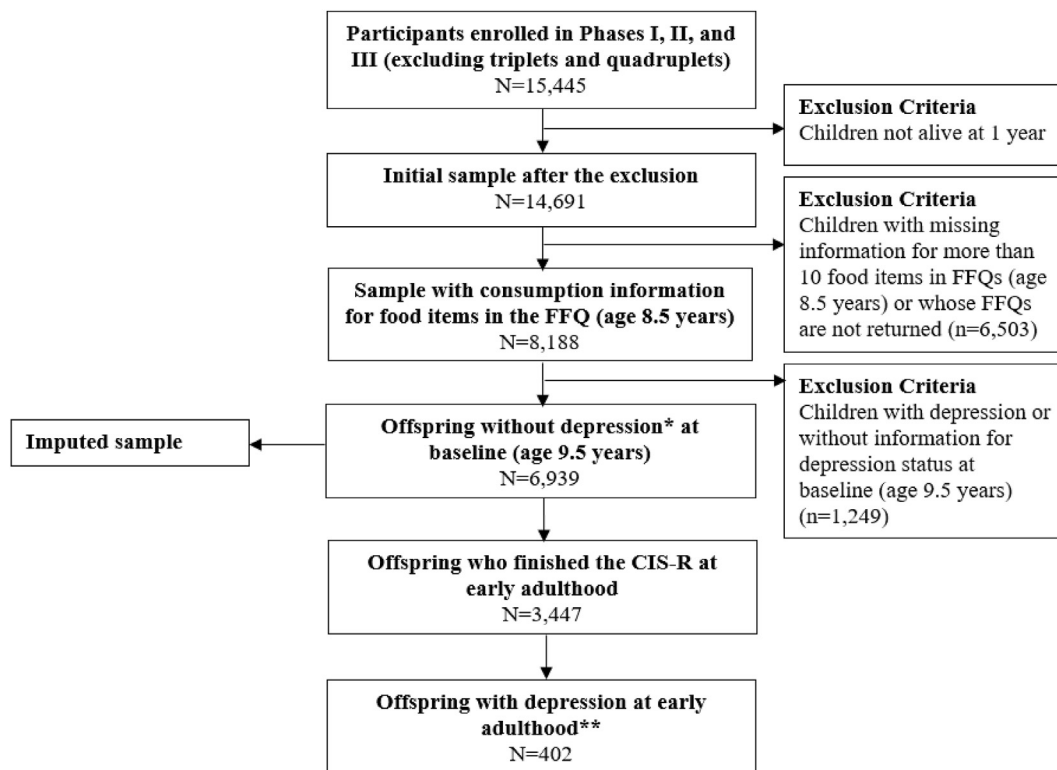 Participants enrolled in Phases I, II, and
III (excluding triplets and quadruplets)
N=15,445
Exclusion Criteria
Children not alive at 1 year
Initial sample after the exclusion
N=14,691
Exclusion Criteria
Children with missing
information for more than
10 food items in FFQs (age
8.5 years) or whose FFQs
are not returned (n=6,503)
Sample with consumption information
for food items in the FFQ (age 8.5 years)
N=8,188
Exclusion Criteria
Children with depression or
without information for
depression status at
baseline (age 9.5 years)
(n=1,249)
Imputed sample
Offspring without depression* at
baseline (age 9.5 years)
N=6,939
Offspring who finished the CIS-R at
early adulthood
N=3,447
Offspring with depression at early
adulthood**
N=402